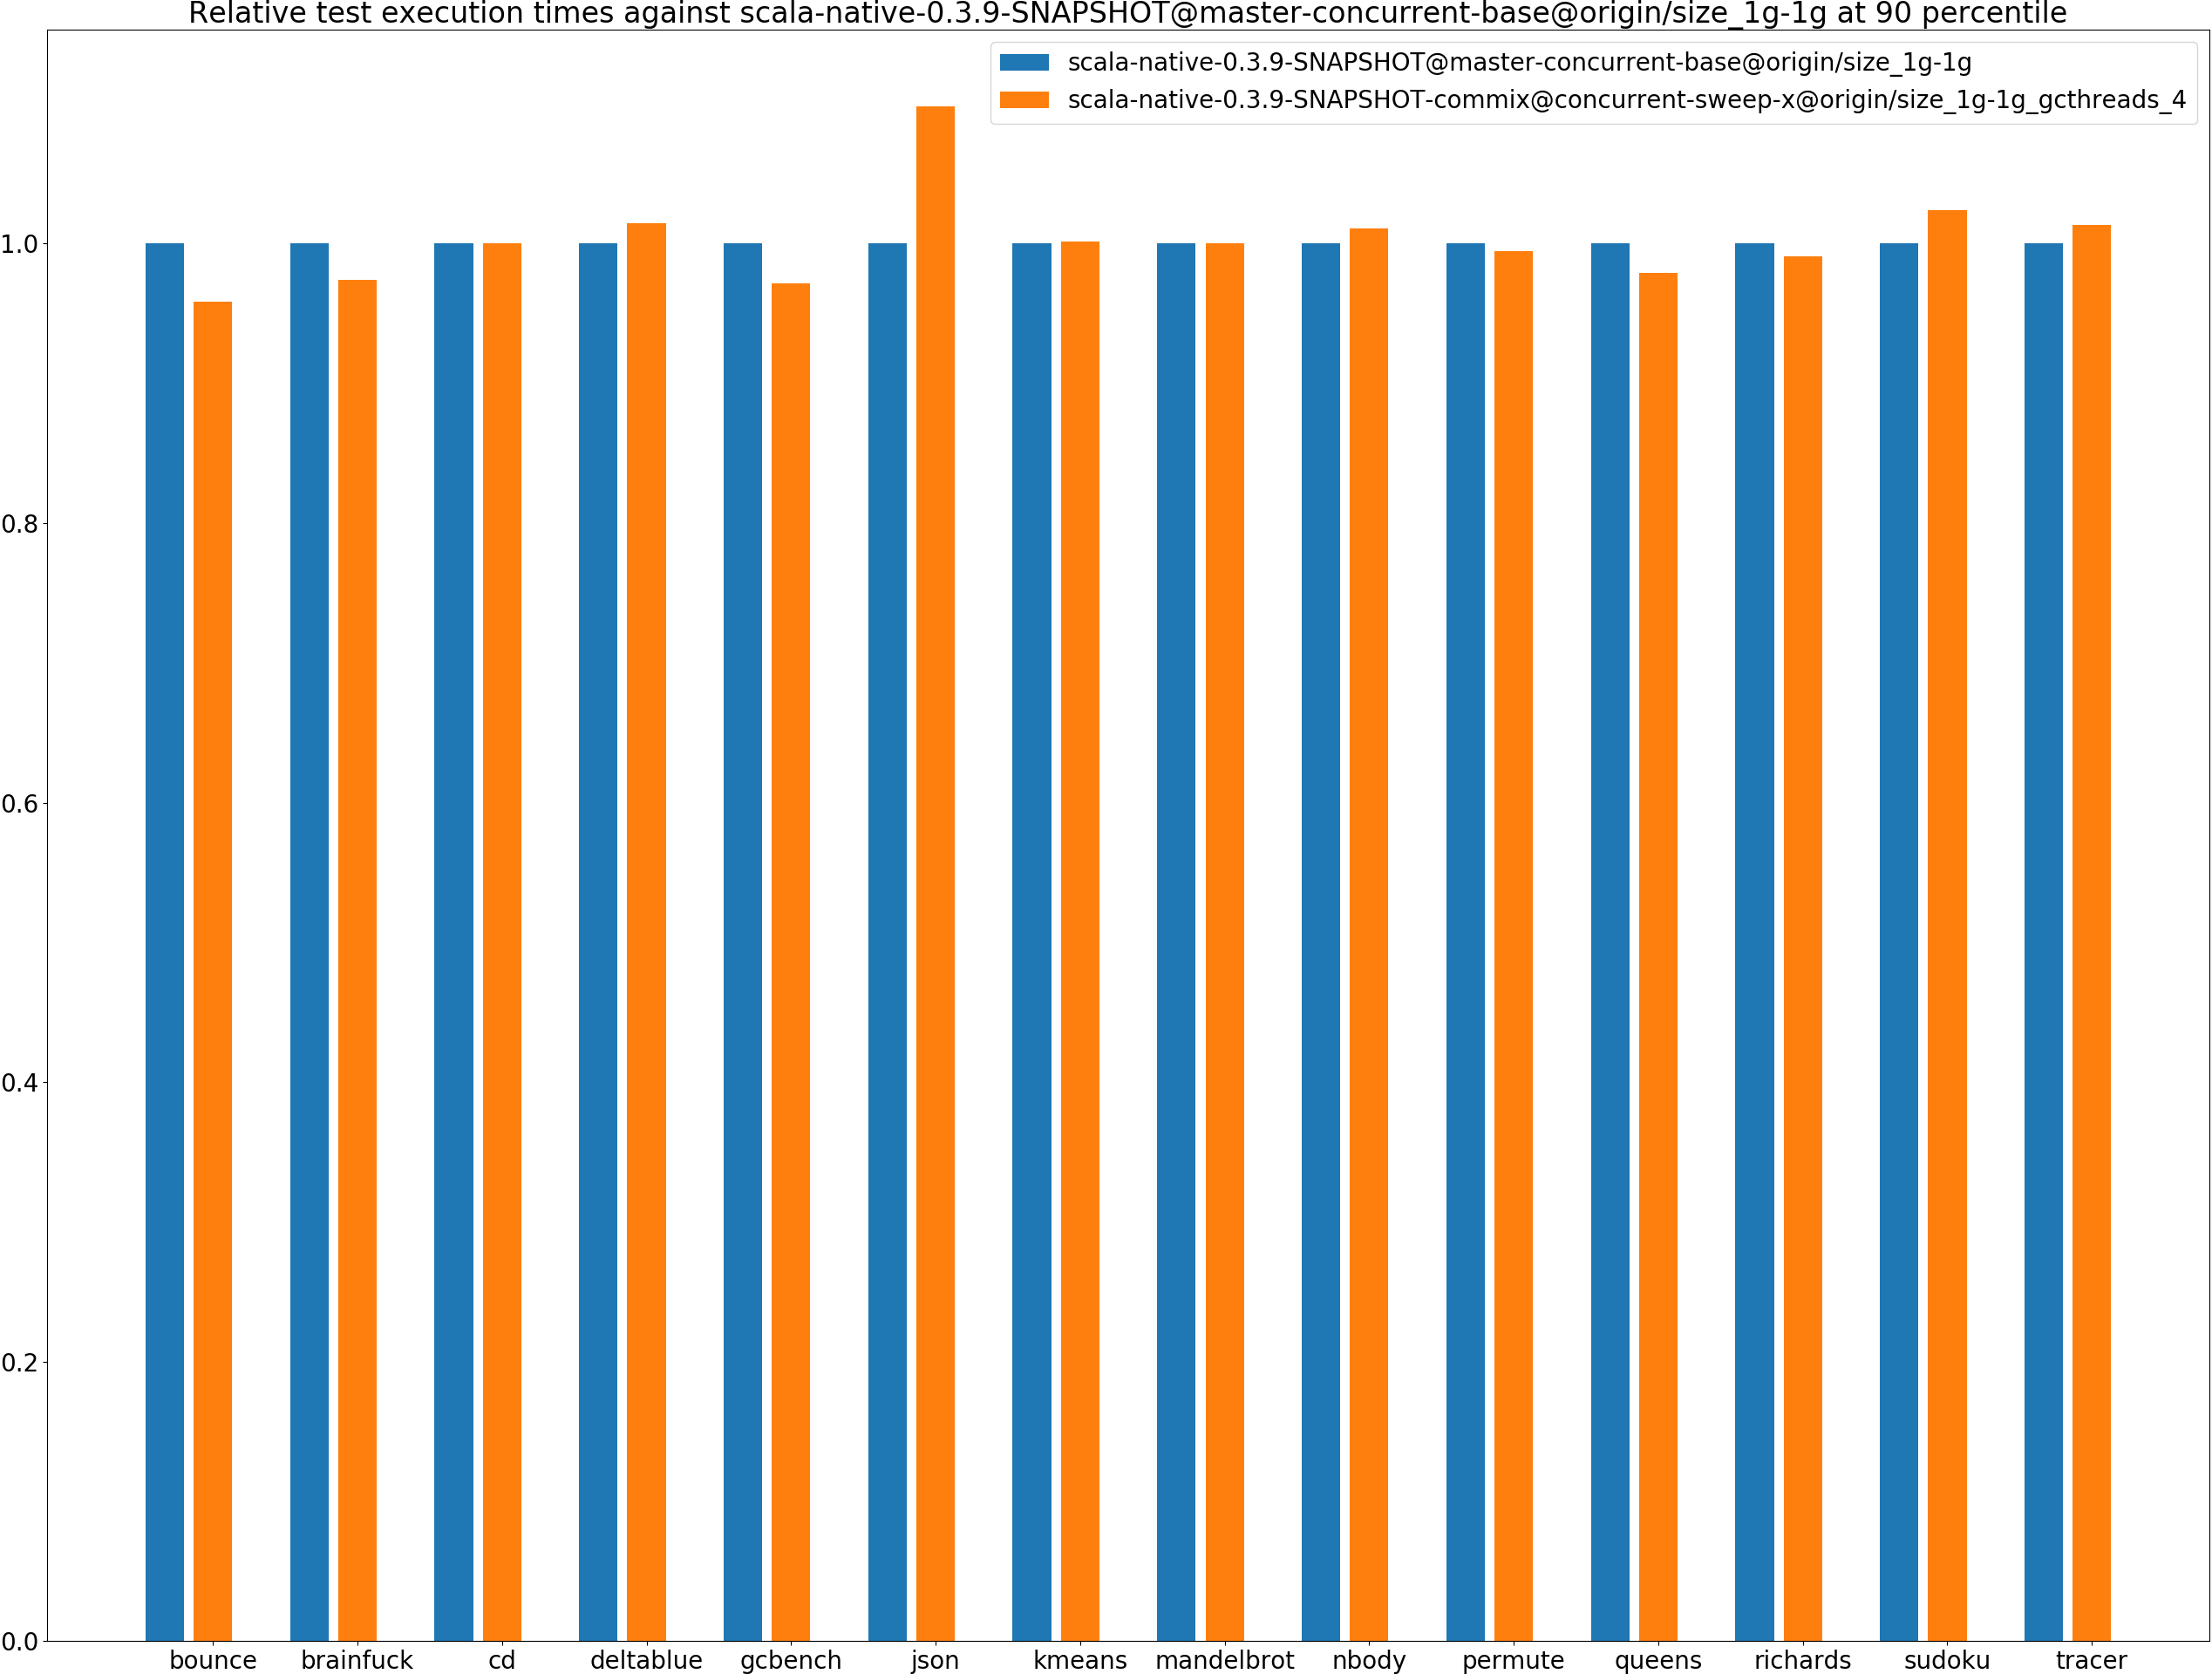 Relative test execution times against scala-native-0.3.9-SNAPSHOT@master-concurrent-base@origin/size_1g-1g at 90 percentile
scala-native-0.3.9-SNAPSHOT@master-concurrent-base@origin/size_1g-1g
scala-native-0.3.9-SNAPSHOT-commix@concurrent-sweep-x@origin/size_1g-1g_gcthreads_4
1.0
0.8
0.6
0.4
0.2
0.0
bounce brainfuck cd deltablue gcbench json kmeans mandelbrot nbody permute queens richards sudoku tracer